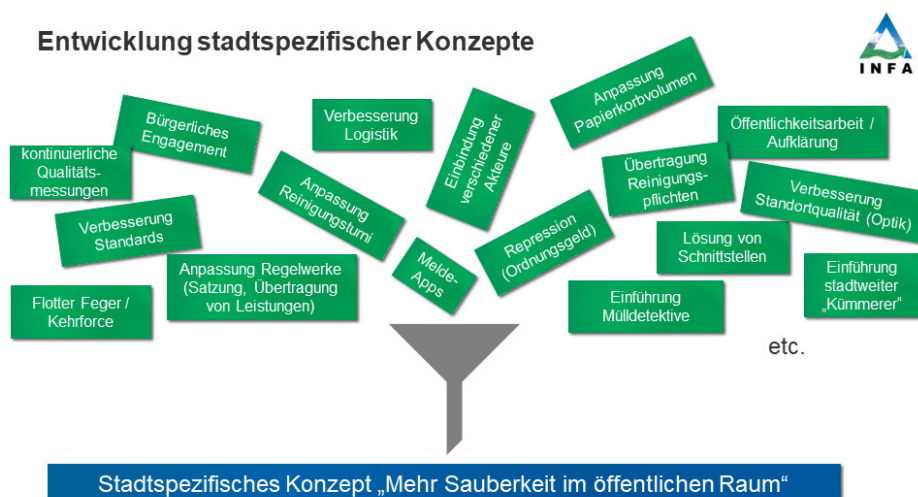 Entwicklung stadtspezifischer Konzepte
INFA
Bürgerliches
Engagement
Verbesserung
Logistik
Einbindung
verschiedener
Akteure
Anpassung
Papierkorbvolumen
Öffentlichkeitsarbeit /
Aufklärung
kontinuierliche
Qualitäts-
messungen
Anpassung
Reinigungsturni
Übertragung
Reinigungs-
pflichten
Verbesserung
Standortqualität (Optik)
Verbesserung
Standards
Melde-
Apps
Repression
(Ordnungsgeld)
Lösung von
Schnittstellen
Flotter Feger /
Kehrforce
Anpassung Regelwerke
(Satzung, Übertragung
von Leistungen)
Einführung
Mülldetektive
Einführung
stadtweiter
„Kümmerer“
etc.
Stadtspezifisches Konzept „Mehr Sauberkeit im öffentlichen Raum“